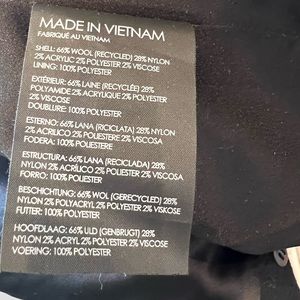 MADE IN VIETNAM
FABRIQUÉ AU VIETNAM
SHELL: 66% WOOL (RECYCLED) 28% NYLON
2% ACRYLIC 2% POLYESTER 2% VISCOSE
LINING: 100% POLYESTER
EXTÉRIEUR: 66% LAINE (RECYCLÉE) 28%
POLYAMIDE 2% ACRYLIQUE 2% POLYESTER
2% VISCOSE
DOUBLURE: 100% POLYESTER
ESTERNO: 66% LANA (RICICLATA) 28% NYLON
2% ACRILICO 2% POLIESTERE 2% VISCOSA
FODERA: 100% POLIESTERE
ESTRUCTURA: 66% LANA (RECICLADA) 28%
NYLON 2% ACRÍLICO 2% POLIÉSTER 2% VISCOSA
FORRO: 100% POLIÉSTER
BESCHICHTUNG: 66% WOL (GERECYCLED) 28%
NYLON 2% POLYACRYL 2% POLYESTER 2% VISKOSE
FUTTER: 100% POLYESTER
HOOFDLAAG: 66% ULD (GENBRUGT) 28%
NYLON 2% ACRYL 2% POLYESTER 2% VISCOSE
VOERING: 100% POLYESTER